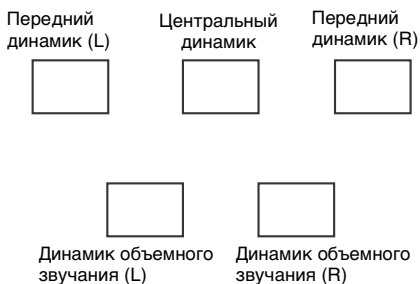 Передний
динамик (L)
Центральный
динамик
Передний
динамик (R)
Динамик объемного
звучания (L)
Динамик объемного
звучания (R)